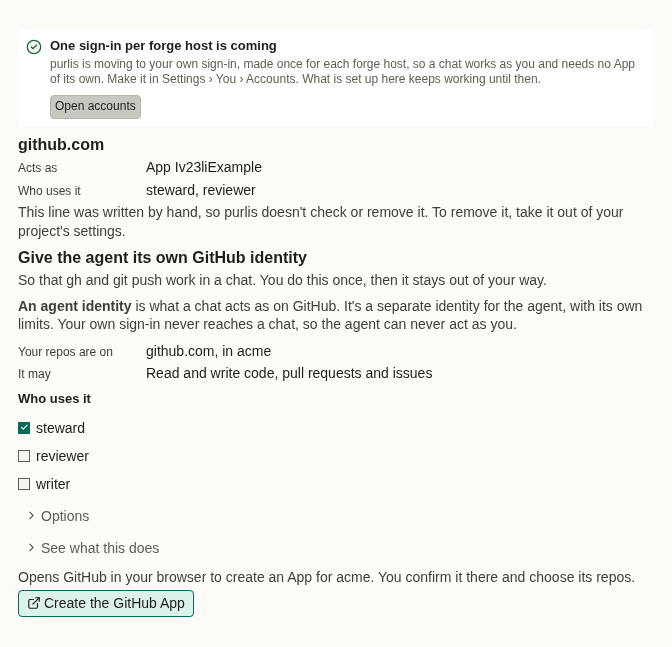 One sign-in per forge host is coming
purlis is moving to your own sign-in, made once for each forge host, so a chat works as you and needs no App
of its own. Make it in Settings › You › Accounts. What is set up here keeps working until then.
Open accounts
github.com
Acts as App Iv23liExample
Who uses it steward, reviewer
This line was written by hand, so purlis doesn't check or remove it. To remove it, take it out of your
project's settings.
Give the agent its own GitHub identity
So that gh and git push work in a chat. You do this once, then it stays out of your way.
An agent identity is what a chat acts as on GitHub. It's a separate identity for the agent, with its own
limits. Your own sign-in never reaches a chat, so the agent can never act as you.
Your repos are on github.com, in acme
It may Read and write code, pull requests and issues
Who uses it
steward
reviewer
writer
Options
See what this does
Opens GitHub in your browser to create an App for acme. You confirm it there and choose its repos.
Create the GitHub App